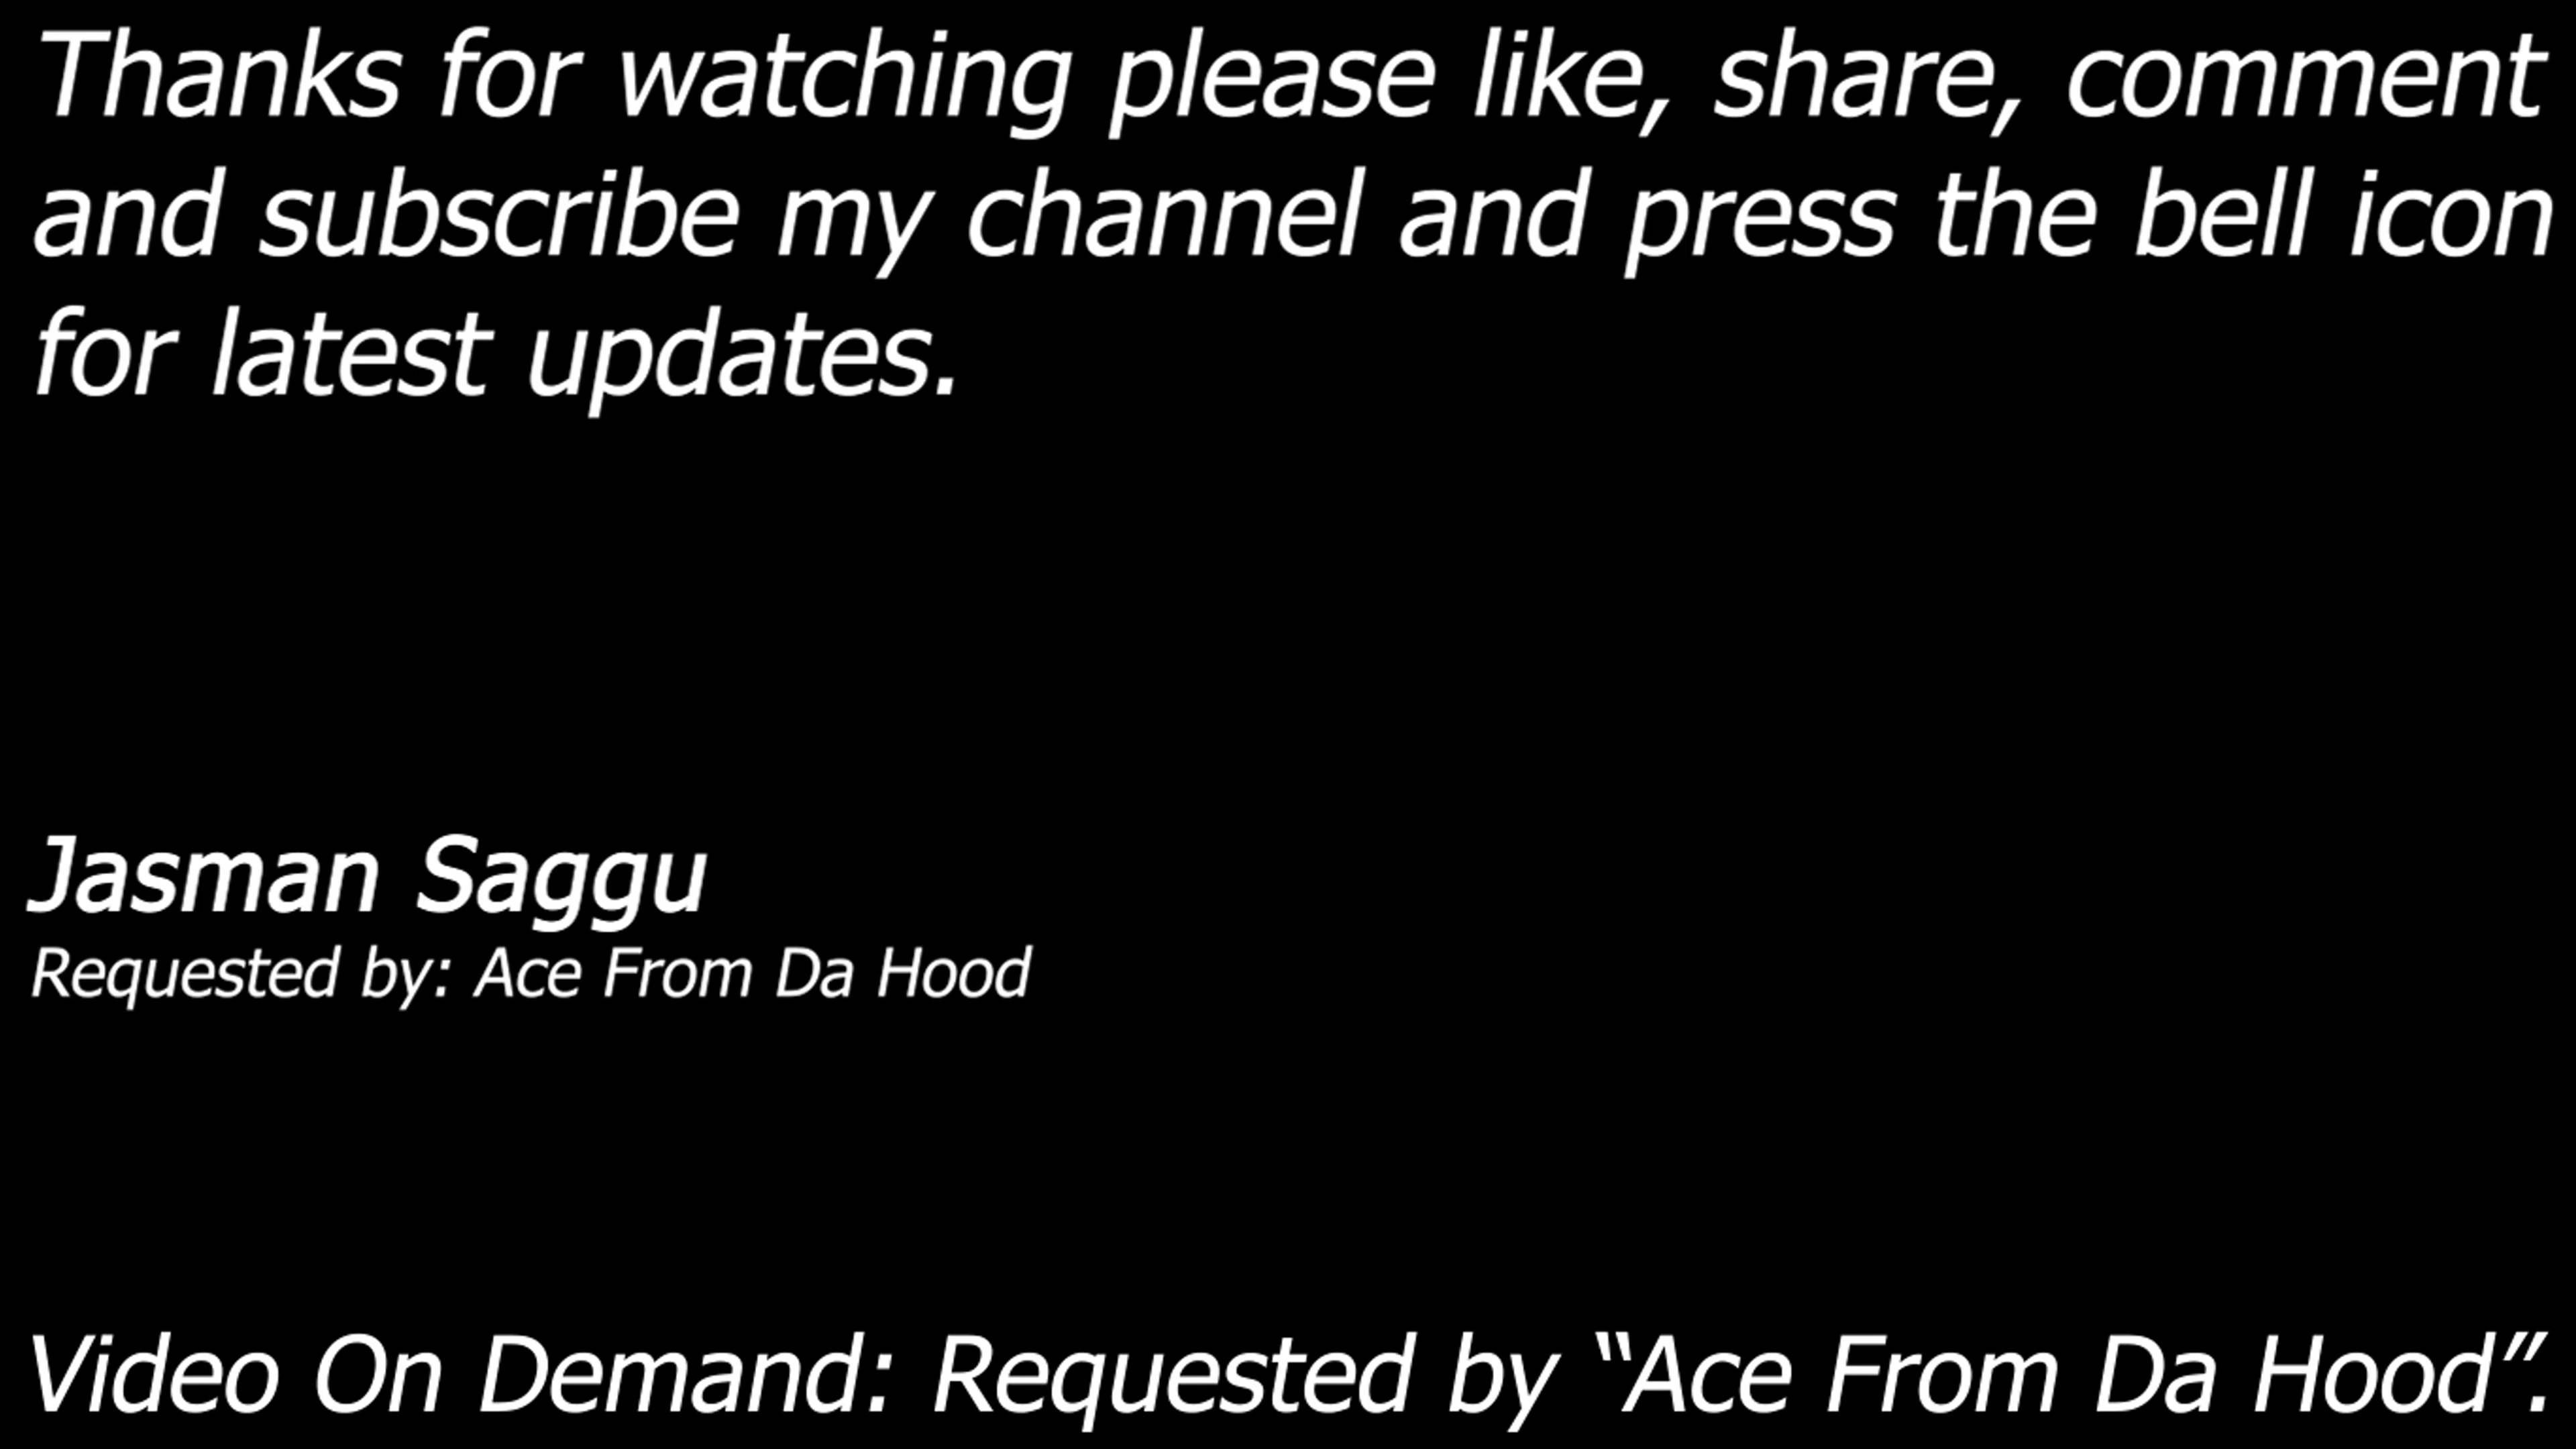 Thanks for watching please like, share, comment
and subscribe my channel and press the bell icon
for latest updates.
Jasman Saggu
Requested by: Ace From Da Hood
Video On Demand: Requested by “Ace From Da Hood”.